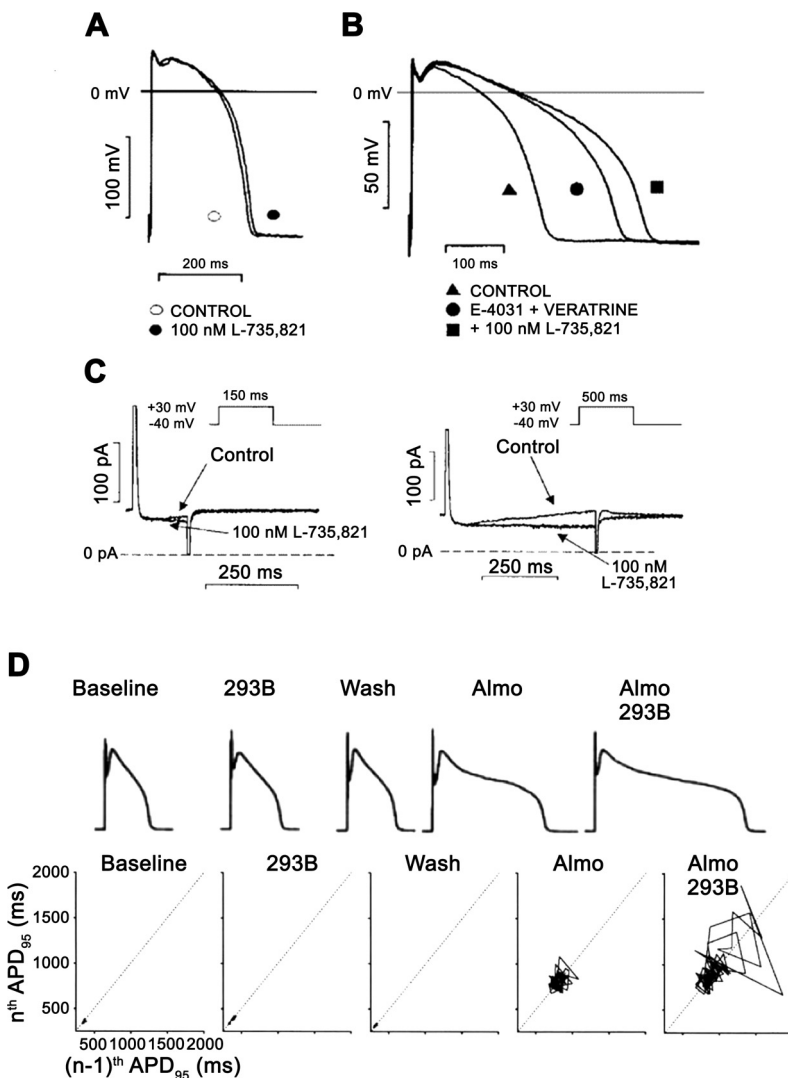 A
0 mV
100 mV
200 ms
CONTROL
100 nM L-735,821
B
0 mV
50 mV
100 ms
CONTROL
E-4031 + VERATRINE
+ 100 nM L-735,821
C
150 ms
+30 mV
-40 mV
100 pA
Control
100 nM L-735,821
0 pA
250 ms
500 ms
+30 mV
-40 mV
100 pA
Control
0 pA
100 nM
L-735,821
250 ms
D
Baseline 293B Wash Almo Almo
293B
Baseline 293B Wash Almo Almo
293B
2000
1500
1000
500
nth APD95 (ms)
500 1000 1500 2000
(n-1)th APD95 (ms)